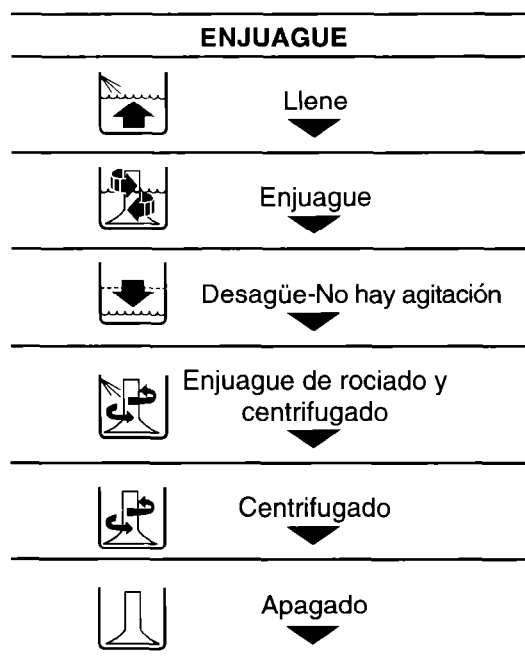 ENJUAGUE
Llene
Enjuague
Desagüe-No hay agitación
Enjuague de rociado y
centrifugado
Centrifugado
Apagado